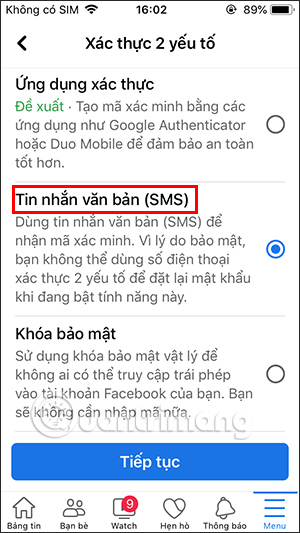 Không có SIM 16:02 89%
Xác thực 2 yếu tố
Ứng dụng xác thực
Đề xuất · Tạo mã xác minh bằng các
ứng dụng như Google Authenticator
hoặc Duo Mobile để đảm bảo an toàn
tốt hơn.
Tin nhắn văn bản (SMS)
Dùng tin nhắn văn bản (SMS) để
nhận mã xác minh. Vì lý do bảo mật,
bạn không thể dùng số điện thoại
xác thực 2 yếu tố để đặt lại mật khẩu
khi đang bật tính năng này.
Khóa bảo mật
Sử dụng khóa bảo mật vật lý để
không ai có thể truy cập trái phép
vào tài khoản Facebook của bạn. Bạn
sẽ không cần nhập mã nữa.
Quantrimang
Tiếp tục
9
Bảng tin Bạn bè Watch Hẹn hò Thông báo Menu